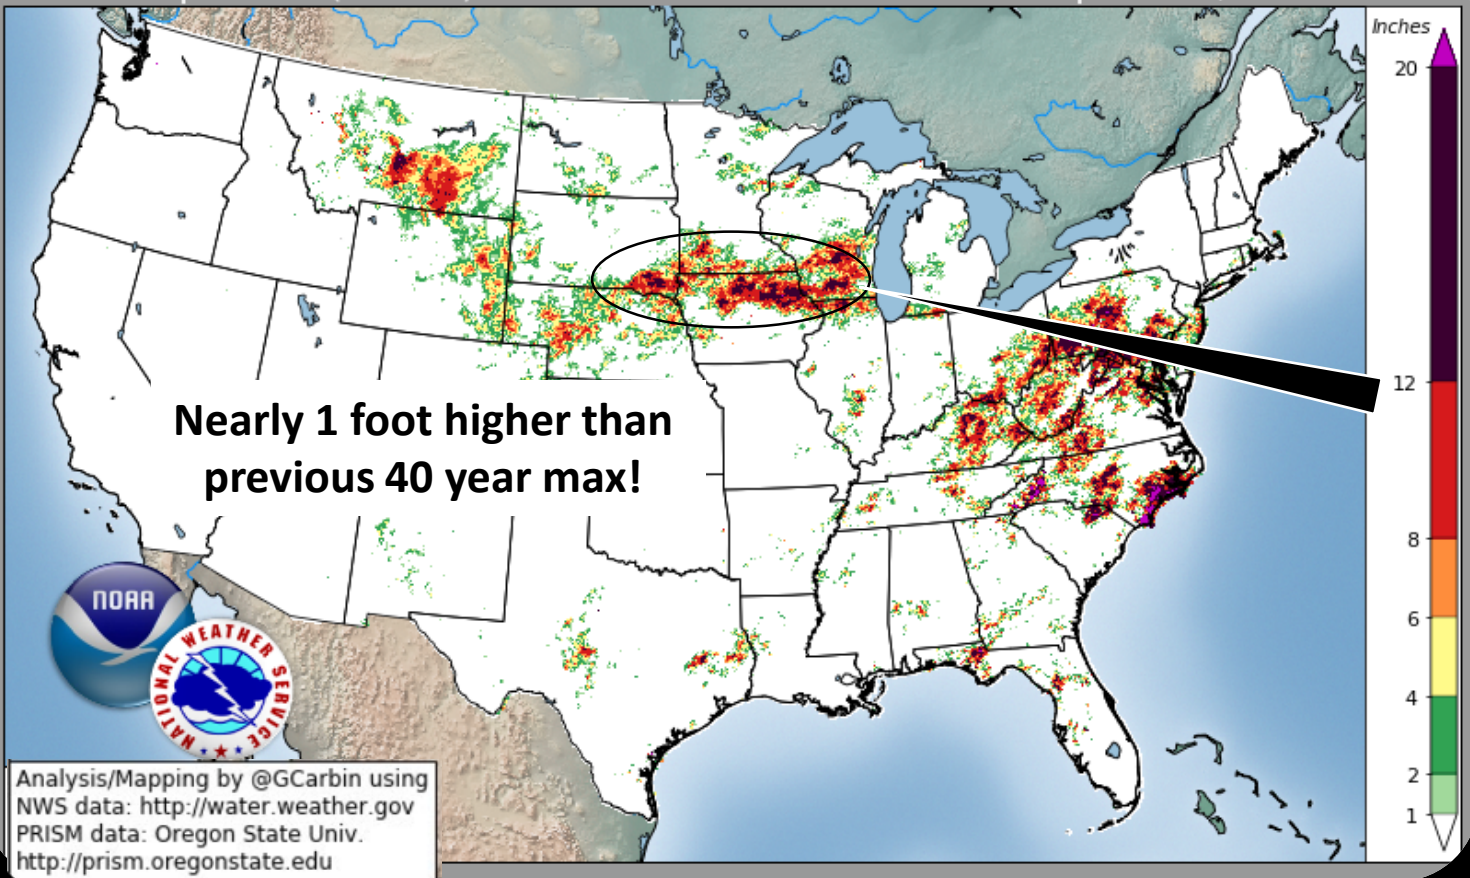 Inches
20
12
8
6
4
2
1
Nearly 1 foot higher than
previous 40 year max!
NOAA
NATIONAL WEATHER SERVICE
Analysis/Mapping by @GCarbin using
NWS data: http://water.weather.gov
PRISM data: Oregon State Univ.
http://prism.oregonstate.edu